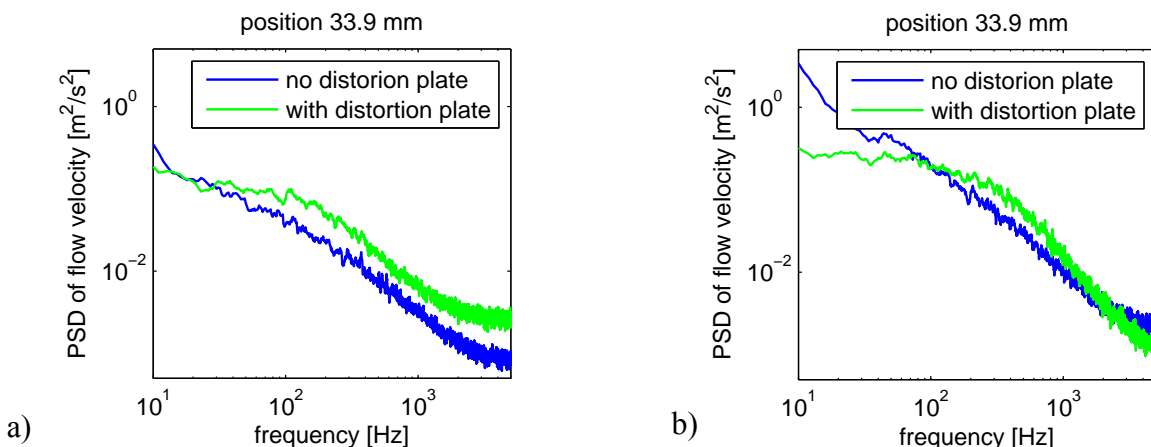 position 33.9 mm
no distorion plate
with distortion plate
PSD of flow velocity [m²/s²]
10⁰
10⁻²
10¹
10²
10³
frequency [Hz]
a)
position 33.9 mm
no distorion plate
with distortion plate
PSD of flow velocity [m²/s²]
10⁰
10⁻²
10¹
10²
10³
frequency [Hz]
b)